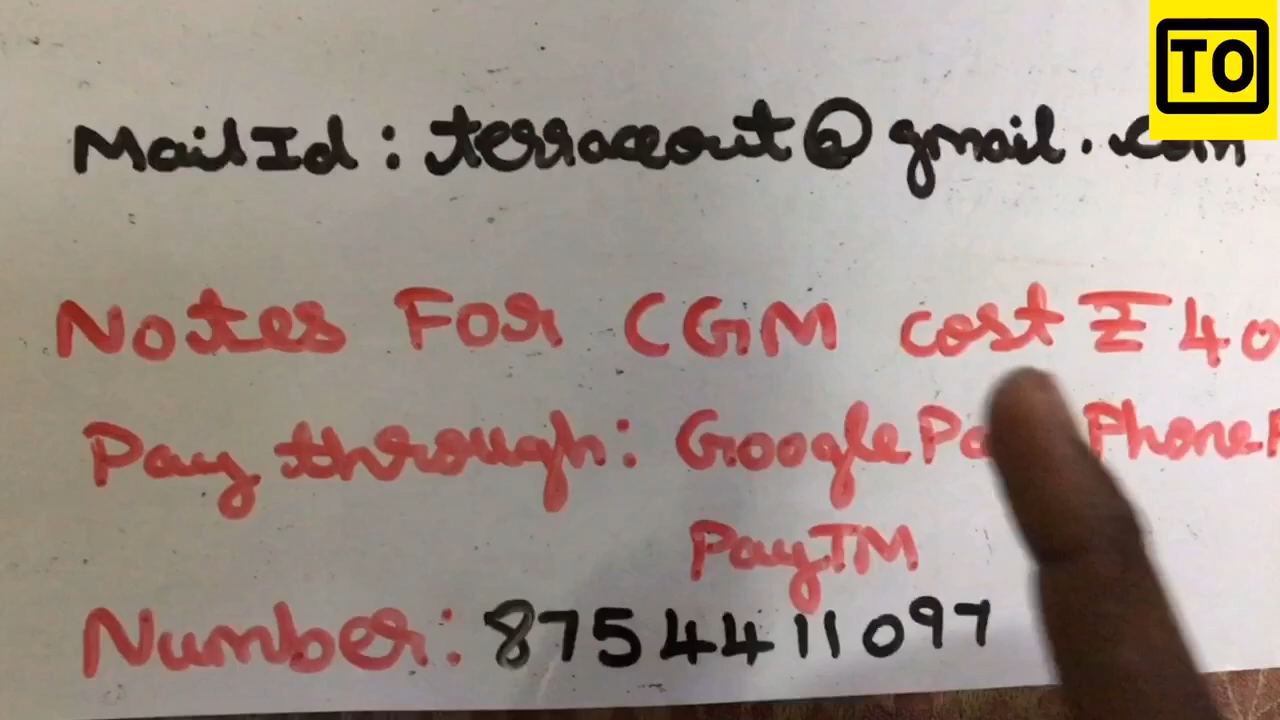 TO
MailId : terraceout@gmail.com
Notes For CGM cost ₹40
Pay through: GooglePa PhoneP
PayTM
Number: 8754411097